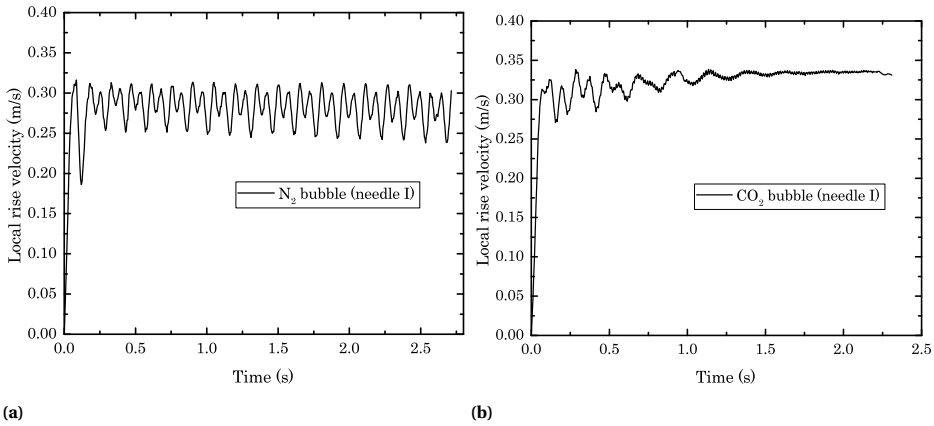 0.40
0.35
0.30
0.25
0.20
0.15
0.10
0.05
0.00
Local rise velocity (m/s)
N₂ bubble (needle I)
0.0 0.5 1.0 1.5 2.0 2.5
Time (s)
(a)
0.40
0.35
0.30
0.25
0.20
0.15
0.10
0.05
0.00
Local rise velocity (m/s)
CO₂ bubble (needle I)
0.0 0.5 1.0 1.5 2.0 2.5
Time (s)
(b)